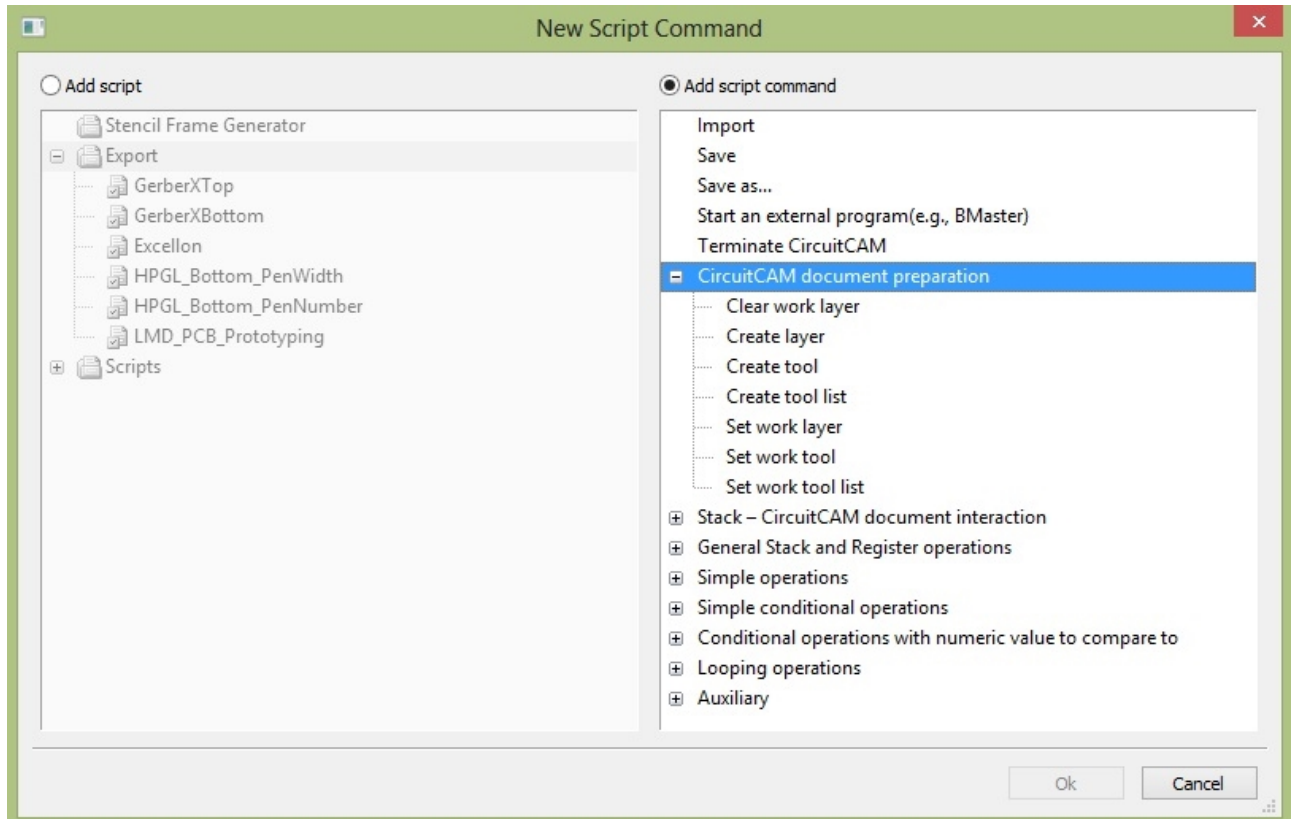 New Script Command
Add script
Stencil Frame Generator
Export
GerberXTop
GerberXBottom
Excellon
HPGL_Bottom_PenWidth
HPGL_Bottom_PenNumber
LMD_PCB_Prototyping
Scripts
Add script command
Import
Save
Save as...
Start an external program(e.g., BMaster)
Terminate CircuitCAM
CircuitCAM document preparation
Clear work layer
Create layer
Create tool
Create tool list
Set work layer
Set work tool
Set work tool list
Stack – CircuitCAM document interaction
General Stack and Register operations
Simple operations
Simple conditional operations
Conditional operations with numeric value to compare to
Looping operations
Auxiliary
Ok
Cancel